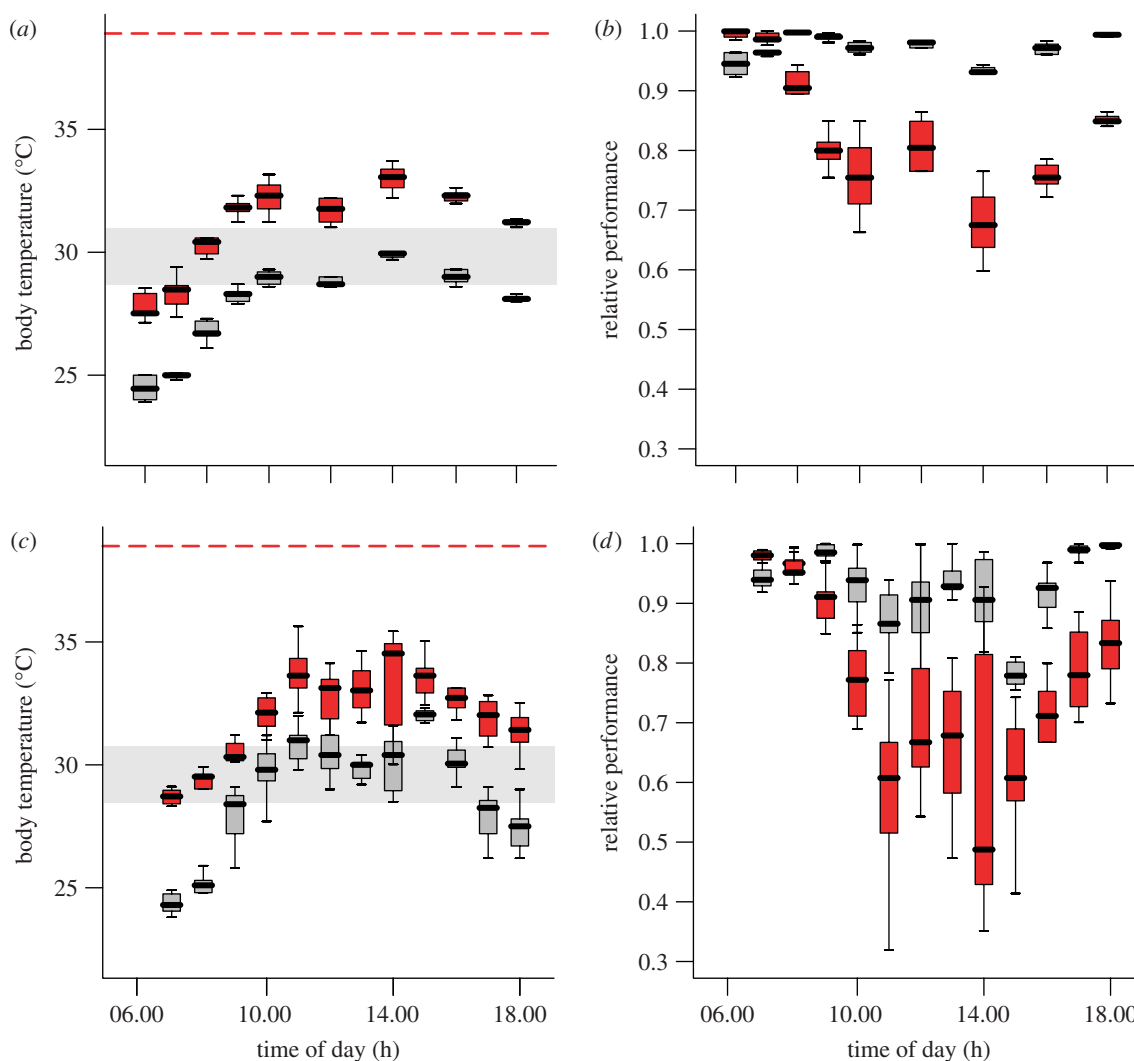 (a)
35
30
25
body temperature (°C)
(b)
1.0
0.9
0.8
0.7
0.6
0.5
0.4
0.3
relative performance
(c)
35
30
25
body temperature (°C)
06.00 10.00 14.00 18.00
time of day (h)
(d)
1.0
0.9
0.8
0.7
0.6
0.5
0.4
0.3
relative performance
06.00 10.00 14.00 18.00
time of day (h)